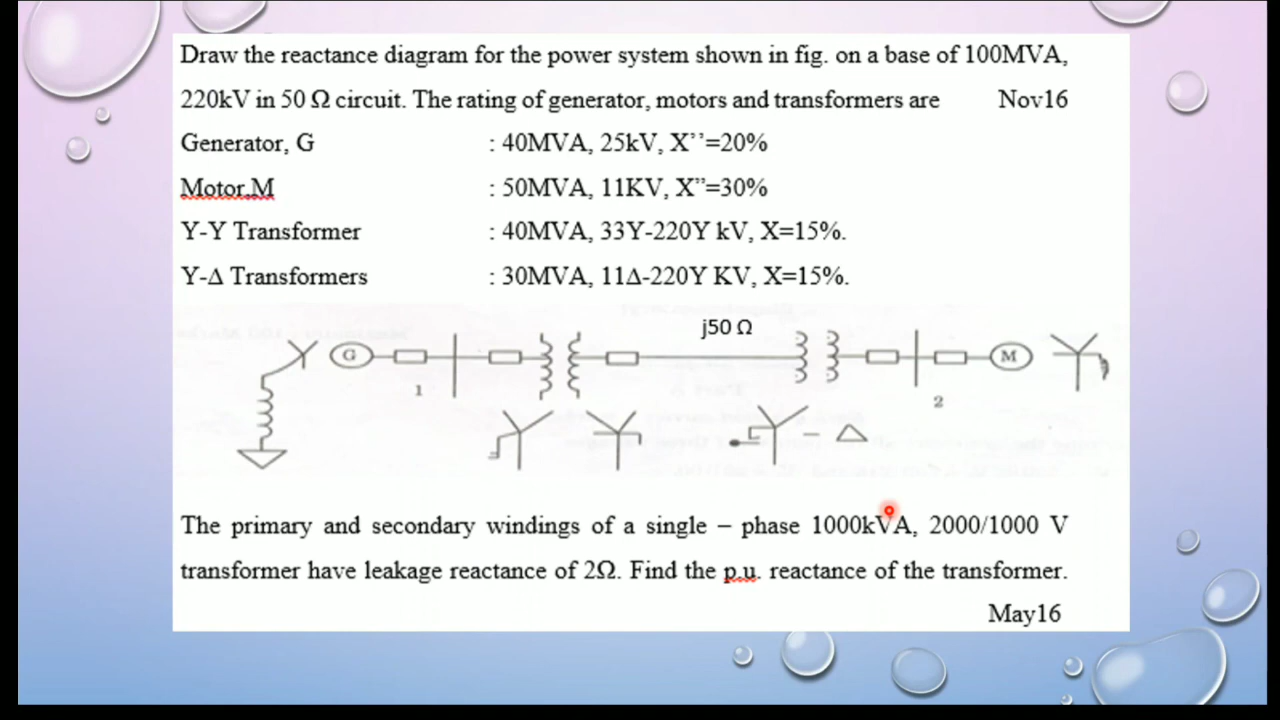 Draw the reactance diagram for the power system shown in fig. on a base of 100MVA,
220kV in 50 Ω circuit. The rating of generator, motors and transformers are Nov16
Generator, G : 40MVA, 25kV, X’’=20%
Motor,M : 50MVA, 11KV, X”=30%
Y-Y Transformer : 40MVA, 33Y-220Y kV, X=15%.
Y-Δ Transformers : 30MVA, 11Δ-220Y KV, X=15%.
j50 Ω
G
M
1
2
The primary and secondary windings of a single – phase 1000kVA, 2000/1000 V
transformer have leakage reactance of 2Ω. Find the p.u. reactance of the transformer.
May16